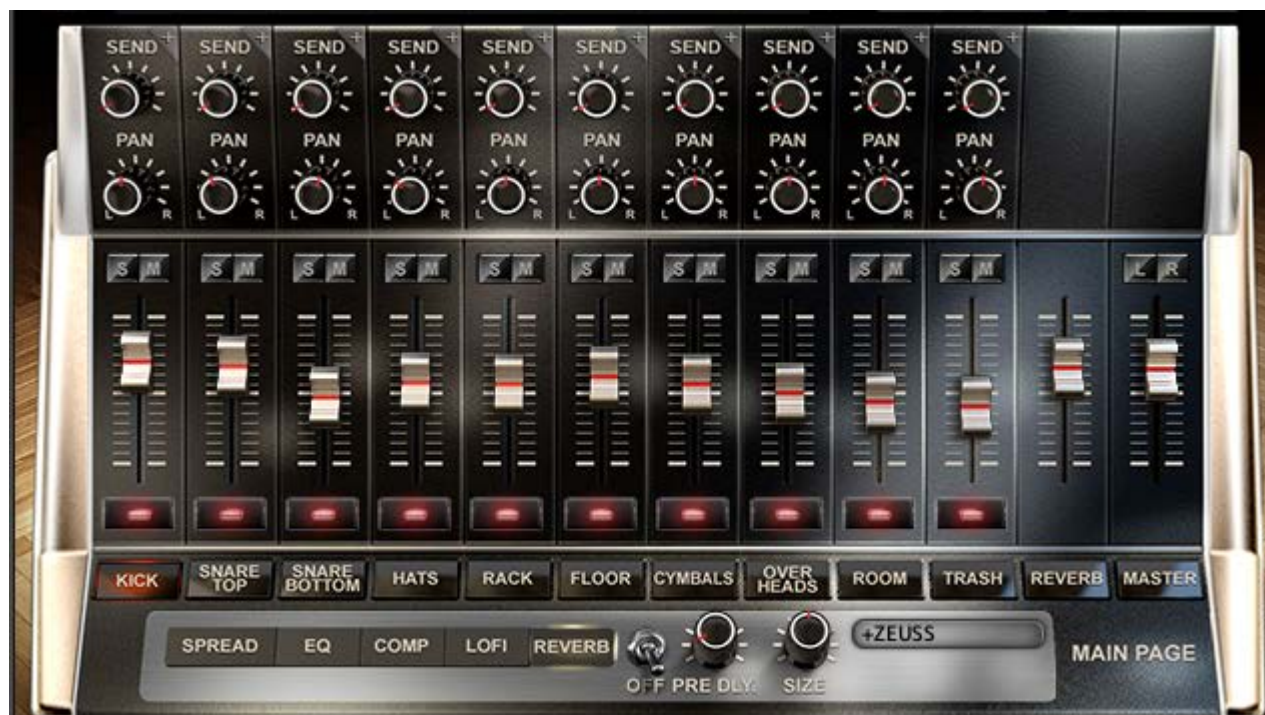 SEND + SEND + SEND + SEND + SEND + SEND + SEND + SEND + SEND + SEND +
PAN PAN PAN PAN PAN PAN PAN PAN PAN PAN
L R L R L R L R L R L R L R L R L R L R
S M S M S M S M S M S M S M S M S M S M L R
KICK SNARE TOP SNARE BOTTOM HATS RACK FLOOR CYMBALS OVER HEADS ROOM TRASH REVERB MASTER
SPREAD EQ COMP LOFI REVERB +ZEUSS MAIN PAGE
OFF PRE DLY. SIZE